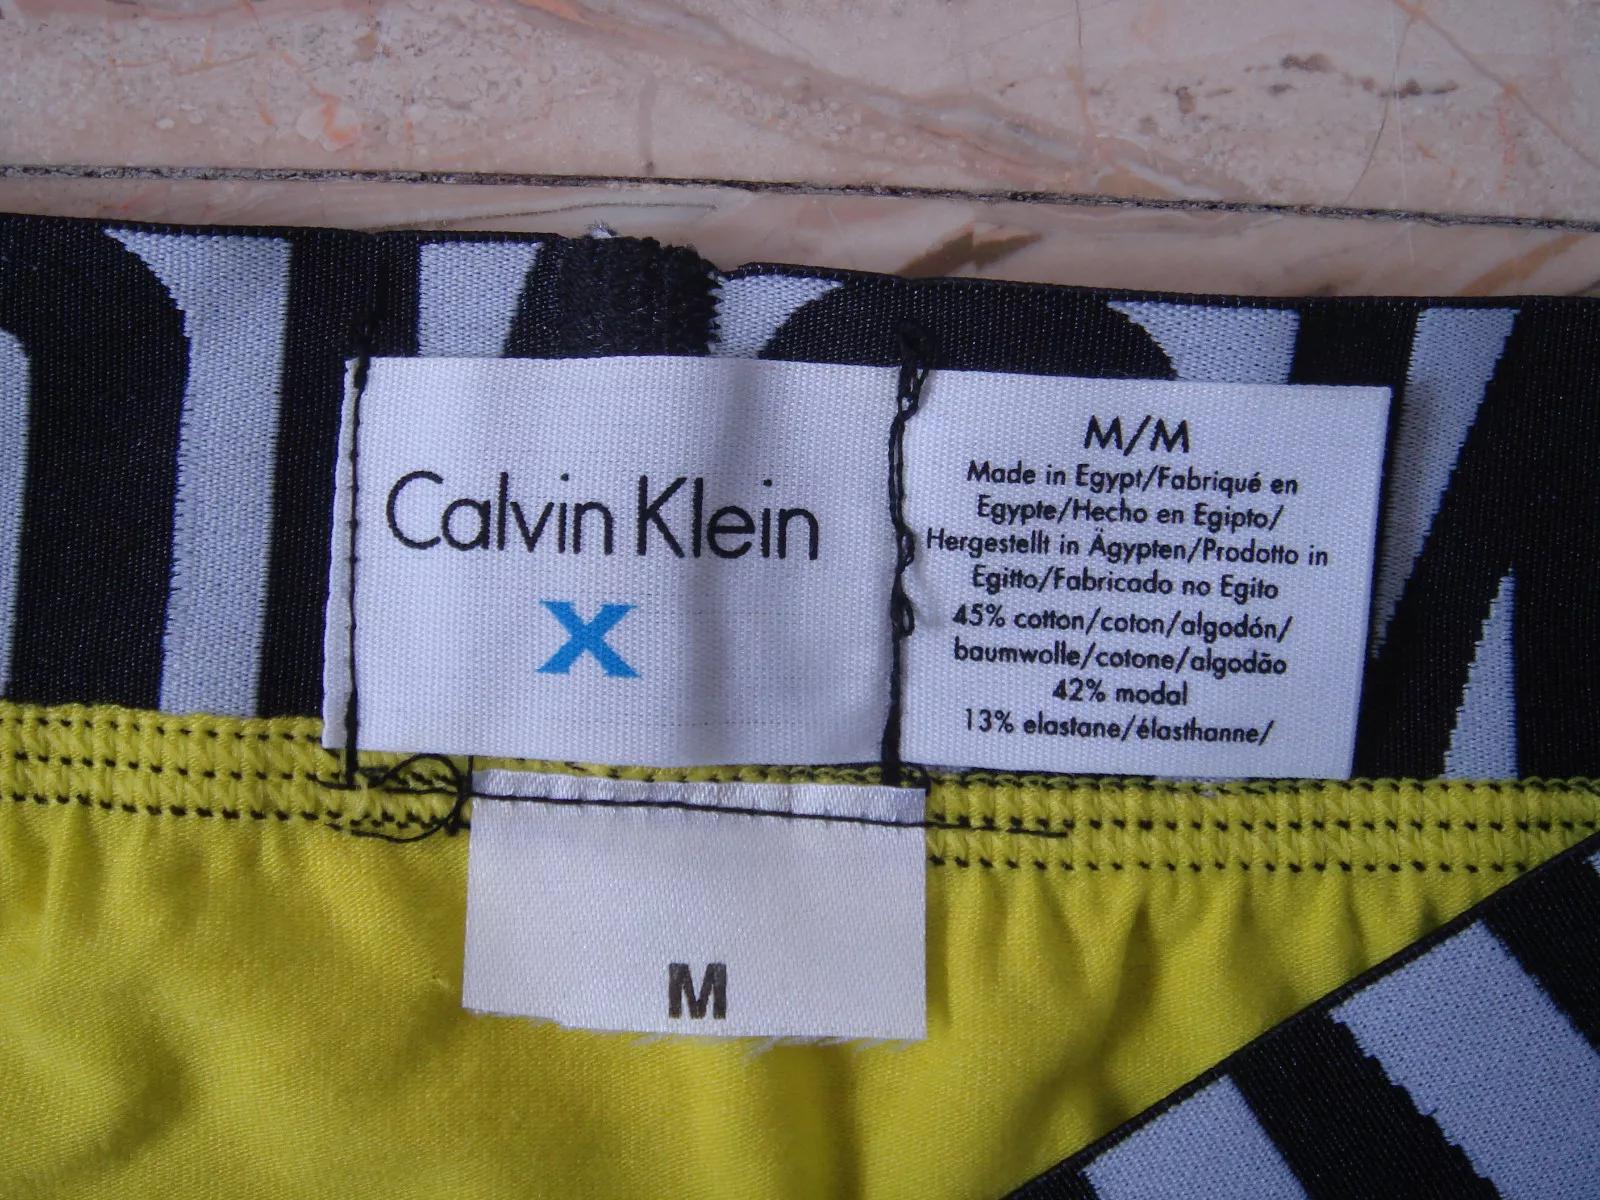 Calvin Klein
X
M/M
Made in Egypt/Fabriqué en
Egypte/Hecho en Egipto/
Hergestellt in Ägypten/Prodotto in
Egitto/Fabricado no Egito
45% cotton/coton/algodón/
baumwolle/cotone/algodão
42% modal
13% elastane/élasthanne/
M